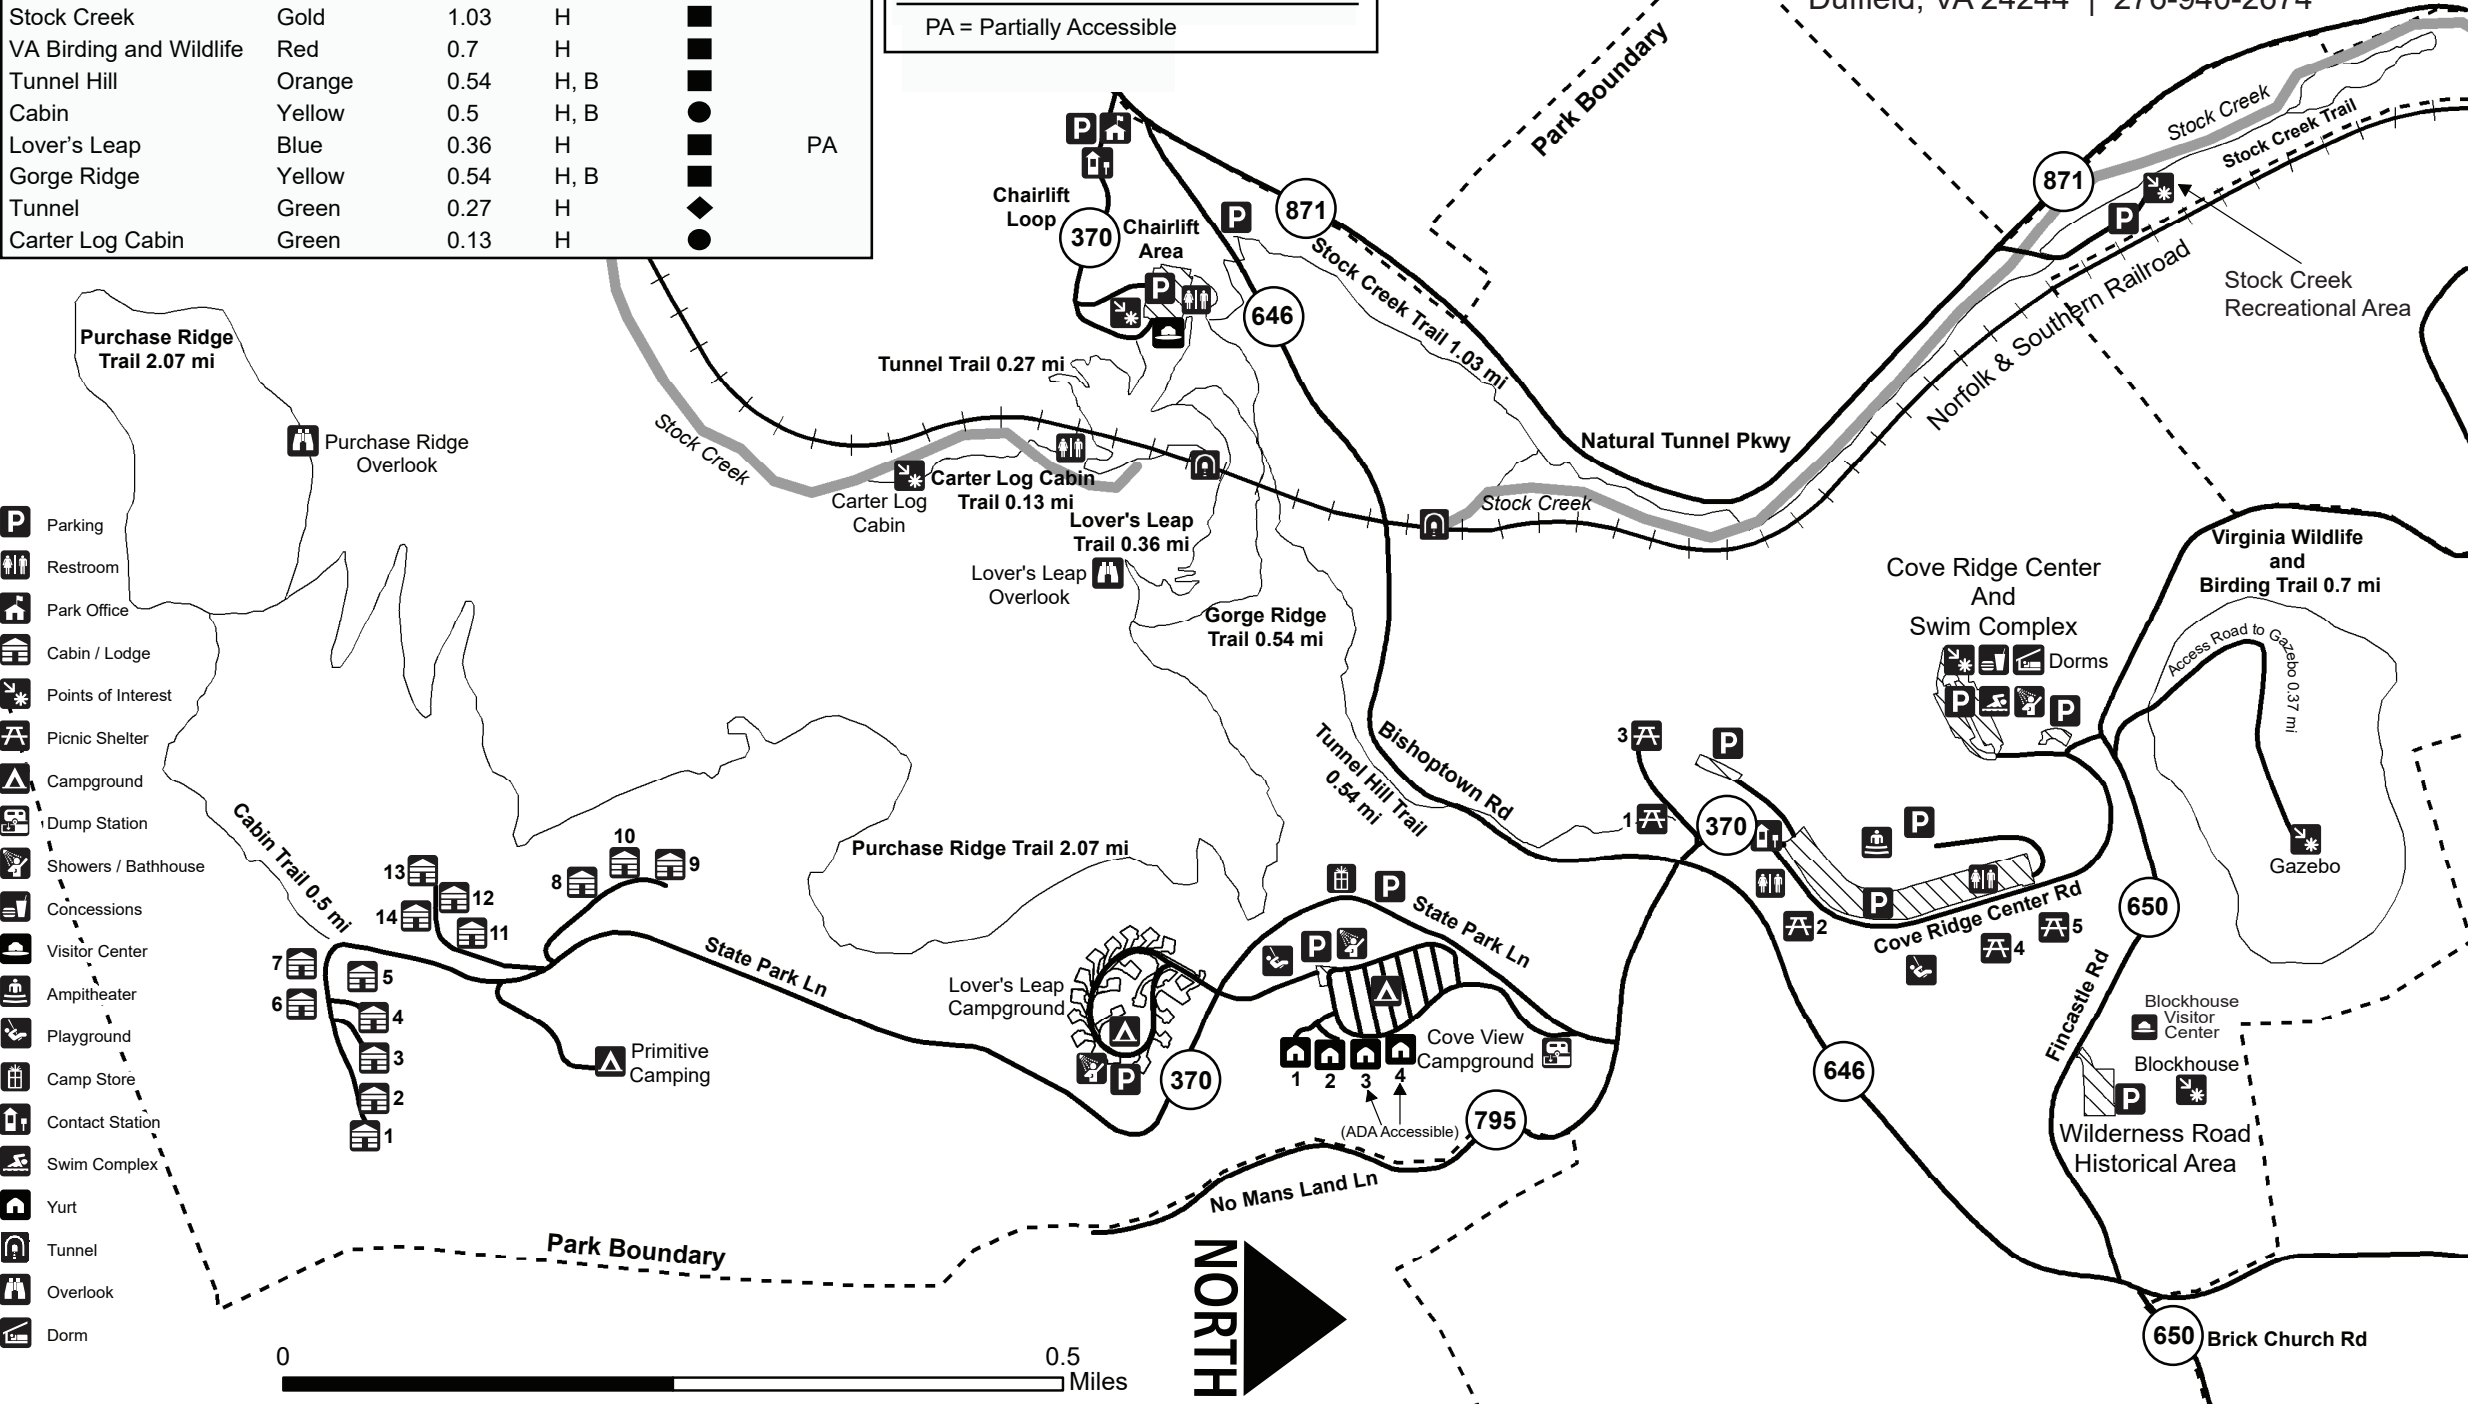 Stock Creek Gold 1.03 H
VA Birding and Wildlife Red 0.7 H
Tunnel Hill Orange 0.54 H, B
Cabin Yellow 0.5 H, B
Lover’s Leap Blue 0.36 H PA
Gorge Ridge Yellow 0.54 H, B
Tunnel Green 0.27 H
Carter Log Cabin Green 0.13 H
PA = Partially Accessible
Duffield, VA 24244 | 276-940-2674
Park Boundary
Stock Creek
Stock Creek Trail
871
Stock Creek
Recreational Area
Norfolk & Southern Railroad
P
Chairlift
Loop
370
Chairlift
Area
P
P
871
646
Stock Creek Trail 1.03 mi
Natural Tunnel Pkwy
Purchase Ridge
Trail 2.07 mi
Purchase Ridge
Overlook
Tunnel Trail 0.27 mi
Stock Creek
Carter Log
Cabin
Carter Log Cabin
Trail 0.13 mi
Lover's Leap
Trail 0.36 mi
Lover's Leap
Overlook
Stock Creek
Gorge Ridge
Trail 0.54 mi
P
Cove Ridge Center
And
Swim Complex
Dorms
P
P
Virginia Wildlife
and
Birding Trail 0.7 mi
Access Road to Gazebo 0.37 mi
Gazebo
P Parking
Restroom
Park Office
Cabin / Lodge
Points of Interest
Picnic Shelter
Campground
Dump Station
Showers / Bathhouse
Concessions
Visitor Center
Ampitheater
Playground
Camp Store
Contact Station
Swim Complex
Yurt
Tunnel
Overlook
Dorm
Cabin Trail 0.5 mi
13
12
14
11
10
9
8
7
6
5
4
3
2
1
Primitive
Camping
State Park Ln
Purchase Ridge Trail 2.07 mi
Tunnel Hill Trail
0.54 mi
Bishoptown Rd
3
P
1
370
P
P
2
Cove Ridge Center Rd
4
5
650
Fincastle Rd
P
State Park Ln
P
Lover's Leap
Campground
P
370
1
2
3
4
Cove View
Campground
(ADA Accessible)
795
No Mans Land Ln
646
Blockhouse
Visitor
Center
Blockhouse
P
Wilderness Road
Historical Area
Park Boundary
NORTH
0 0.5
Miles
650
Brick Church Rd